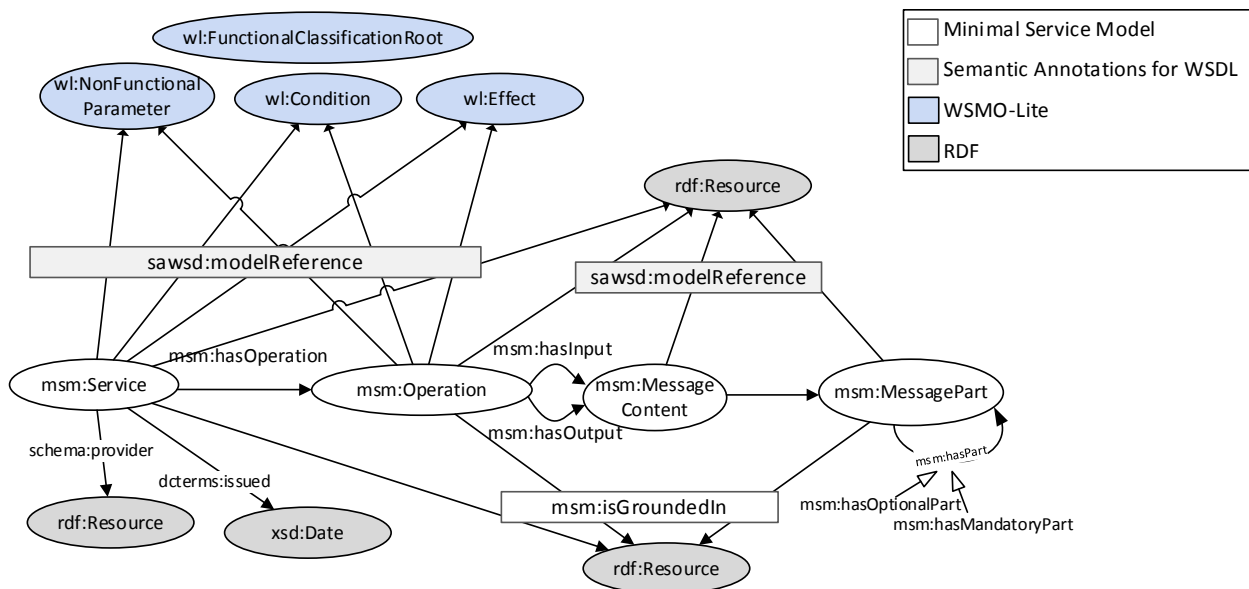 wl:FunctionalClassificationRoot
wl:NonFunctional
Parameter
wl:Condition
wl:Effect
Minimal Service Model
Semantic Annotations for WSDL
WSMO-Lite
RDF
rdf:Resource
sawsd:modelReference
sawsd:modelReference
msm:hasOperation
msm:hasInput
msm:Service
msm:Operation
msm:Message
Content
msm:MessagePart
msm:hasOutput
schema:provider
msm:hasPart
dcterms:issued
msm:hasOptionalPart
msm:isGroundedIn
msm:hasMandatoryPart
rdf:Resource
xsd:Date
rdf:Resource